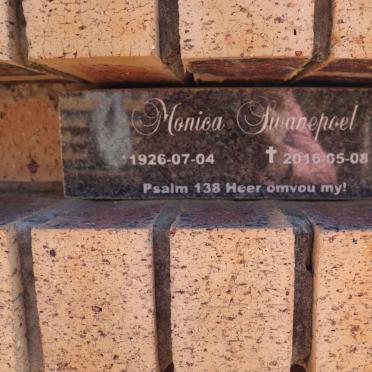 Monica Swanepoel
*1926-07-04 ✝2016-05-08
Psalm 138 Heer omvou my!